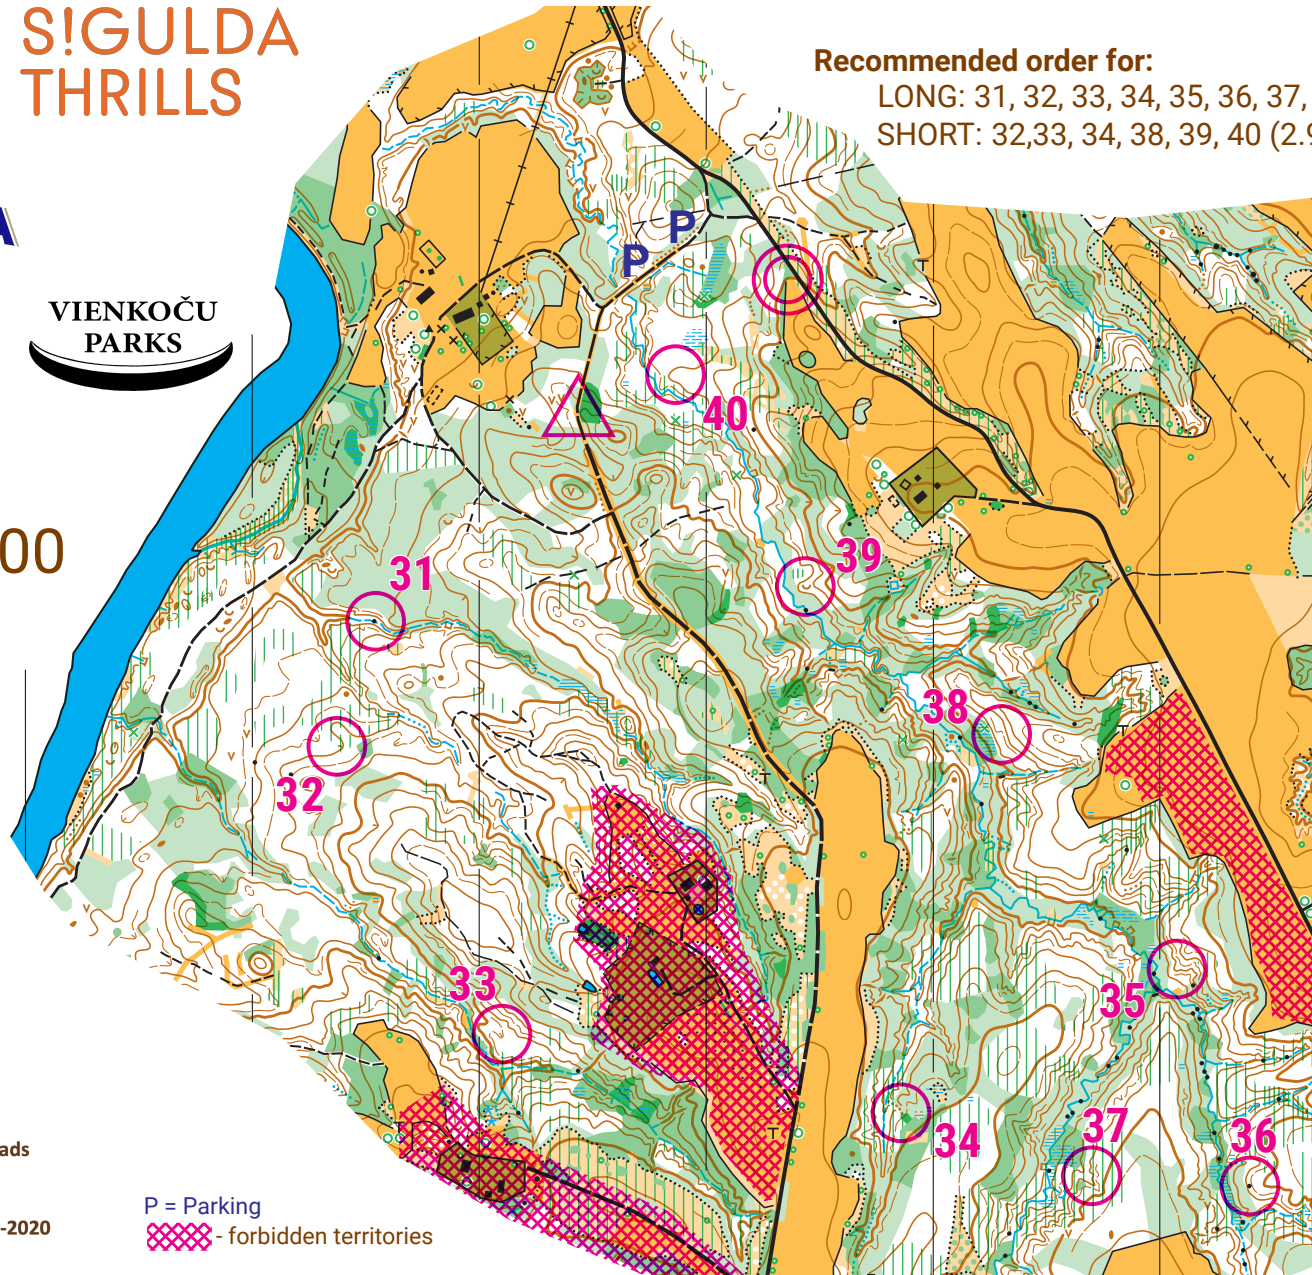 S!GULDA
THRILLS
Recommended order for:
LONG: 31, 32, 33, 34, 35, 36, 37,
SHORT: 32,33, 34, 38, 39, 40 (2.9
A
P
P
VIENKOČU
PARKS
40
00
39
31
38
32
33
35
34
37
36
ads
P = Parking
-2020
- forbidden territories